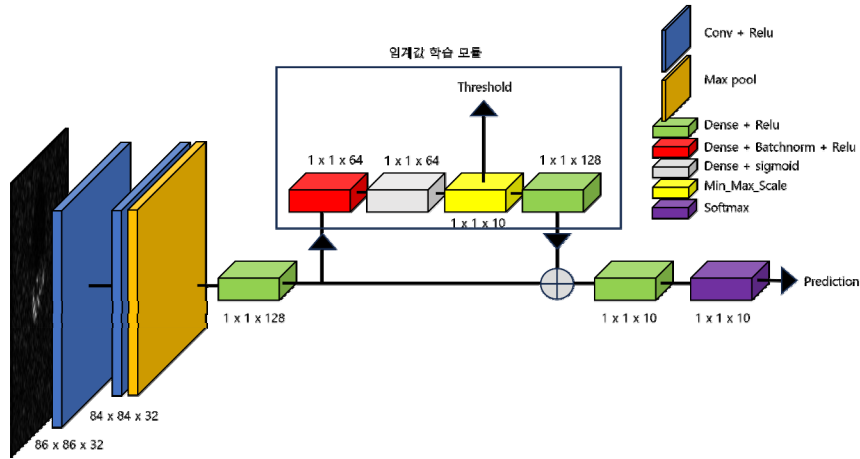 임계값 학습 모듈
Threshold
1 x 1 x 64
1 x 1 x 64
1 x 1 x 128
1 x 1 x 10
Conv + Relu
Max pool
Dense + Relu
Dense + Batchnorm + Relu
Dense + sigmoid
Min_Max_Scale
Softmax
Prediction
1 x 1 x 128
1 x 1 x 10
1 x 1 x 10
84 x 84 x 32
86 x 86 x 32